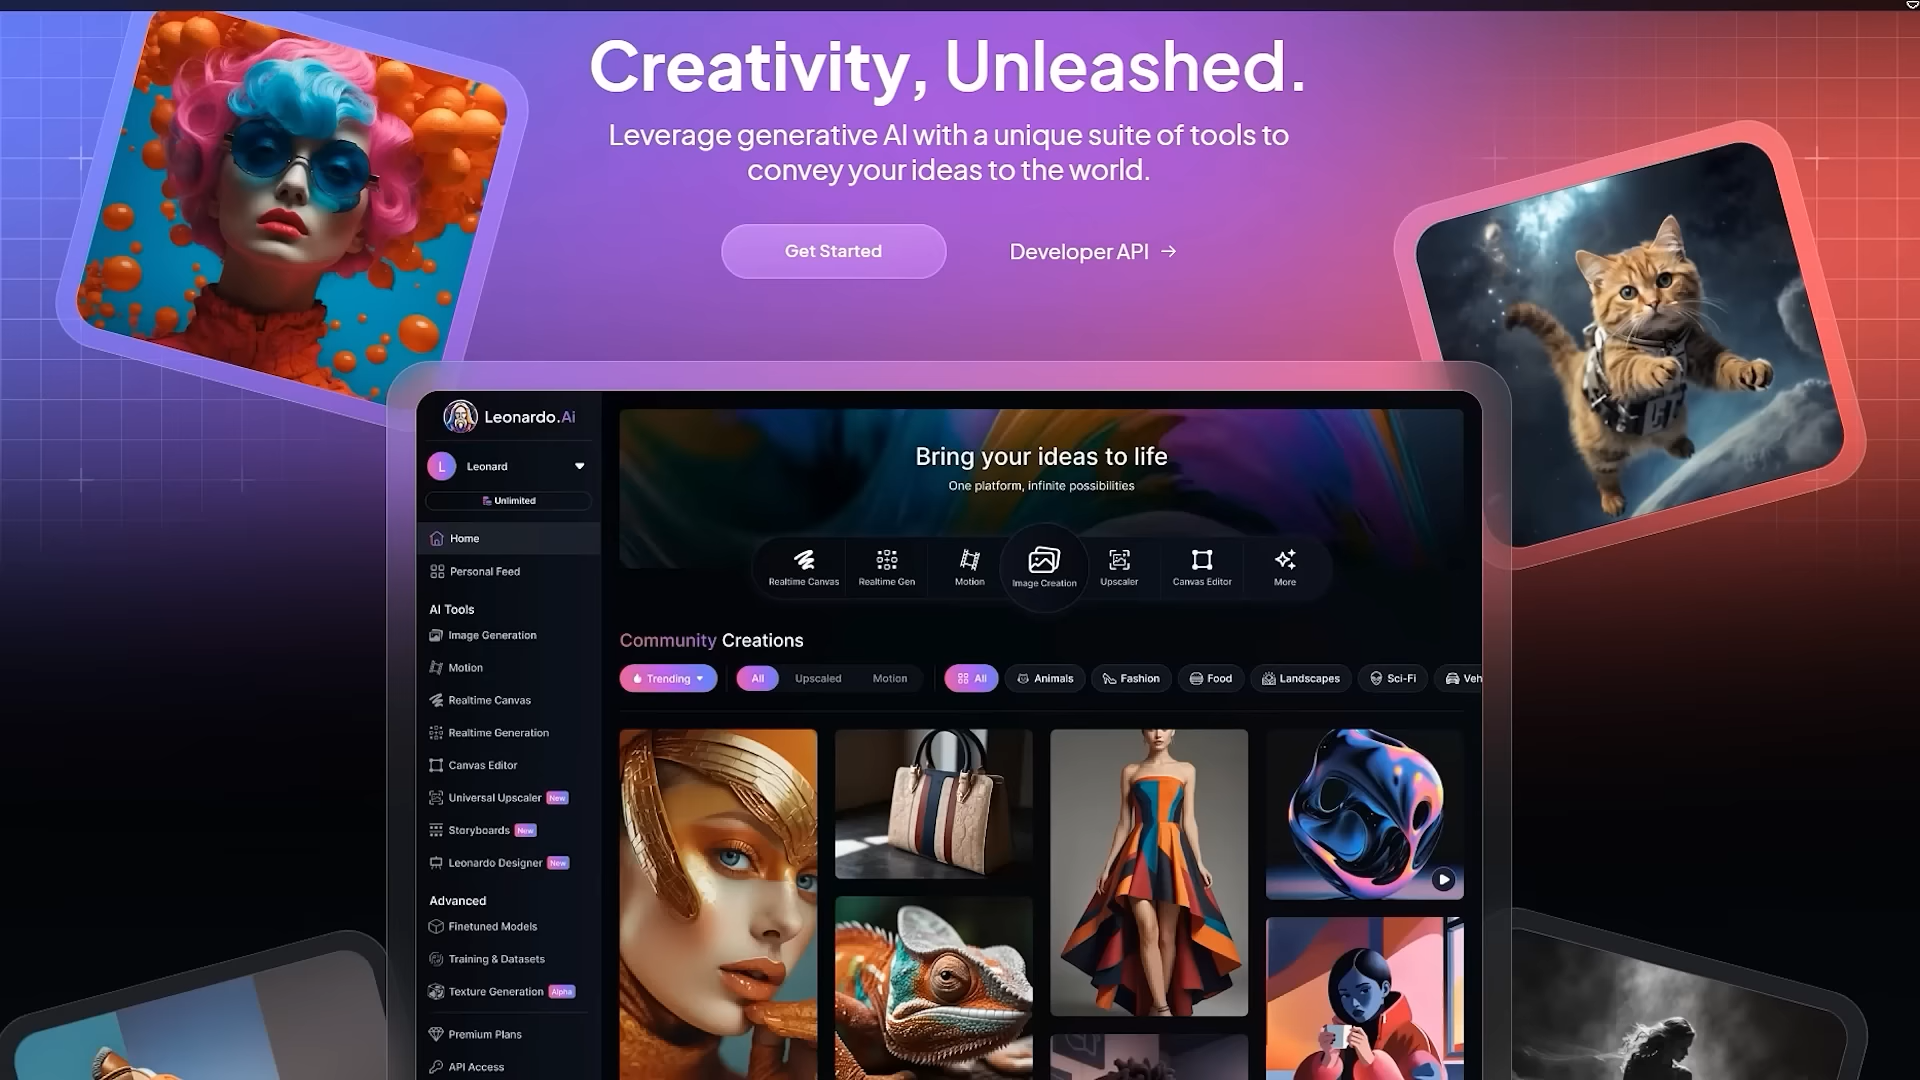 Creativity, Unleashed.
Leverage generative AI with a unique suite of tools to
convey your ideas to the world.
Get Started
Developer API →
Leonardo.Ai
L Leonard
Unlimited
Home
Personal Feed
AI Tools
Image Generation
Motion
Realtime Canvas
Realtime Generation
Canvas Editor
Universal Upscaler New
Storyboards New
Leonardo Designer New
Advanced
Finetuned Models
Training & Datasets
Texture Generation Alpha
Premium Plans
API Access
Bring your ideas to life
One platform, infinite possibilities
Realtime Canvas
Realtime Gen
Motion
Image Creation
Upscaler
Canvas Editor
More
Community Creations
Trending
All
Upscaled
Motion
All
Animals
Fashion
Food
Landscapes
Sci-Fi
Veh